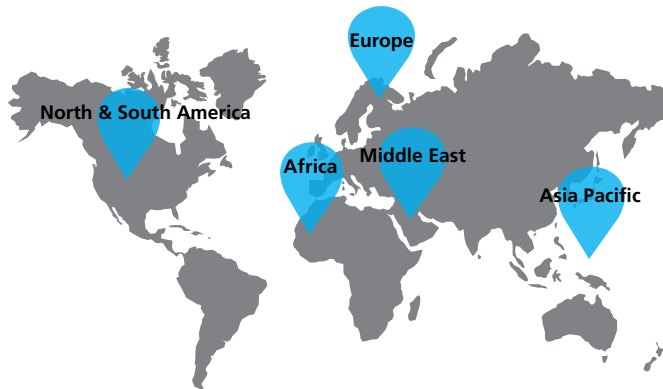 Europe
North & South America
Africa
Middle East
Asia Pacific